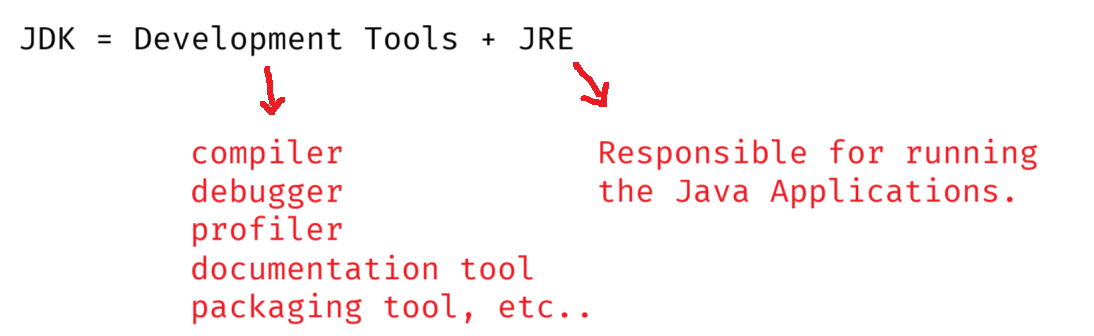 JDK = Development Tools + JRE
compiler
debugger
profiler
documentation tool
packaging tool, etc..
Responsible for running
the Java Applications.